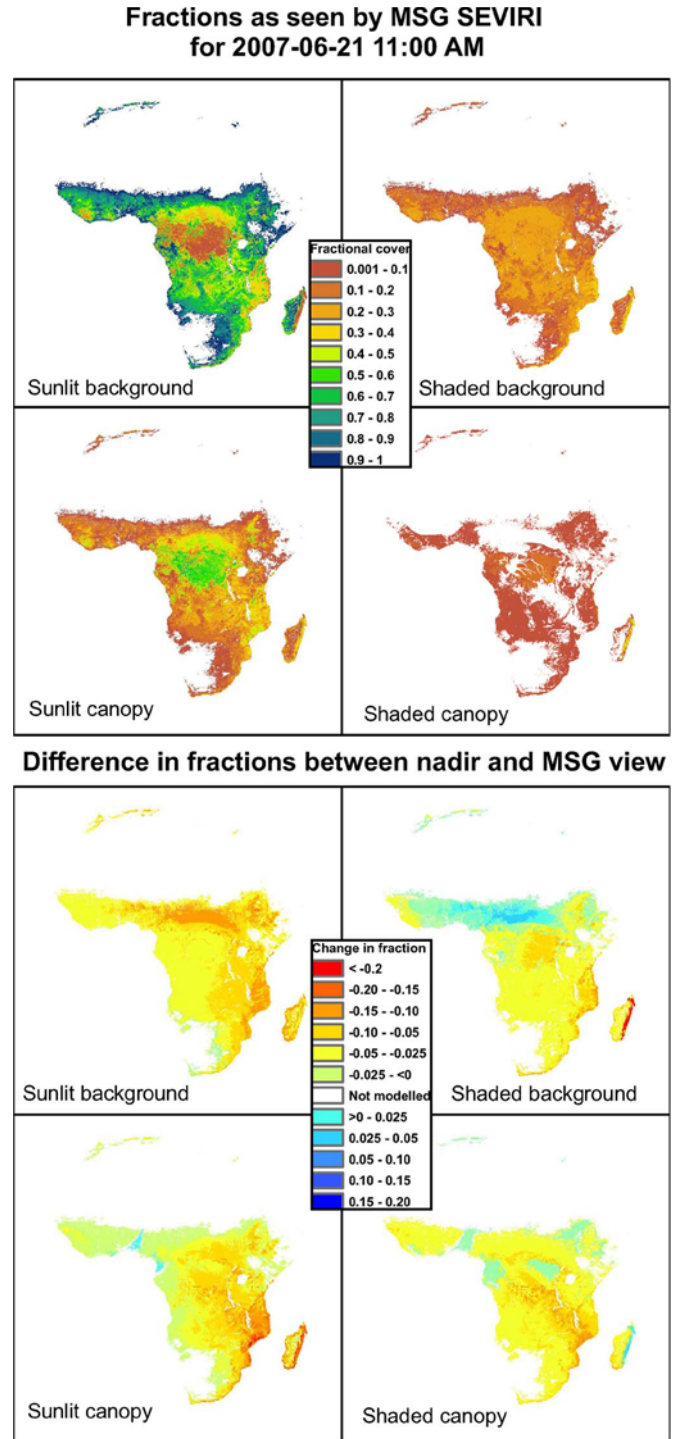 Fractions as seen by MSG SEVIRI
for 2007-06-21 11:00 AM
Sunlit background
Shaded background
Fractional cover
0.001 - 0.1
0.1 - 0.2
0.2 - 0.3
0.3 - 0.4
0.4 - 0.5
0.5 - 0.6
0.6 - 0.7
0.7 - 0.8
0.8 - 0.9
0.9 - 1
Sunlit canopy
Shaded canopy
Difference in fractions between nadir and MSG view
Sunlit background
Shaded background
Change in fraction
< -0.2
-0.20 - -0.15
-0.15 - -0.10
-0.10 - -0.05
-0.05 - -0.025
-0.025 - <0
Not modelled
>0 - 0.025
0.025 - 0.05
0.05 - 0.10
0.10 - 0.15
0.15 - 0.20
Sunlit canopy
Shaded canopy